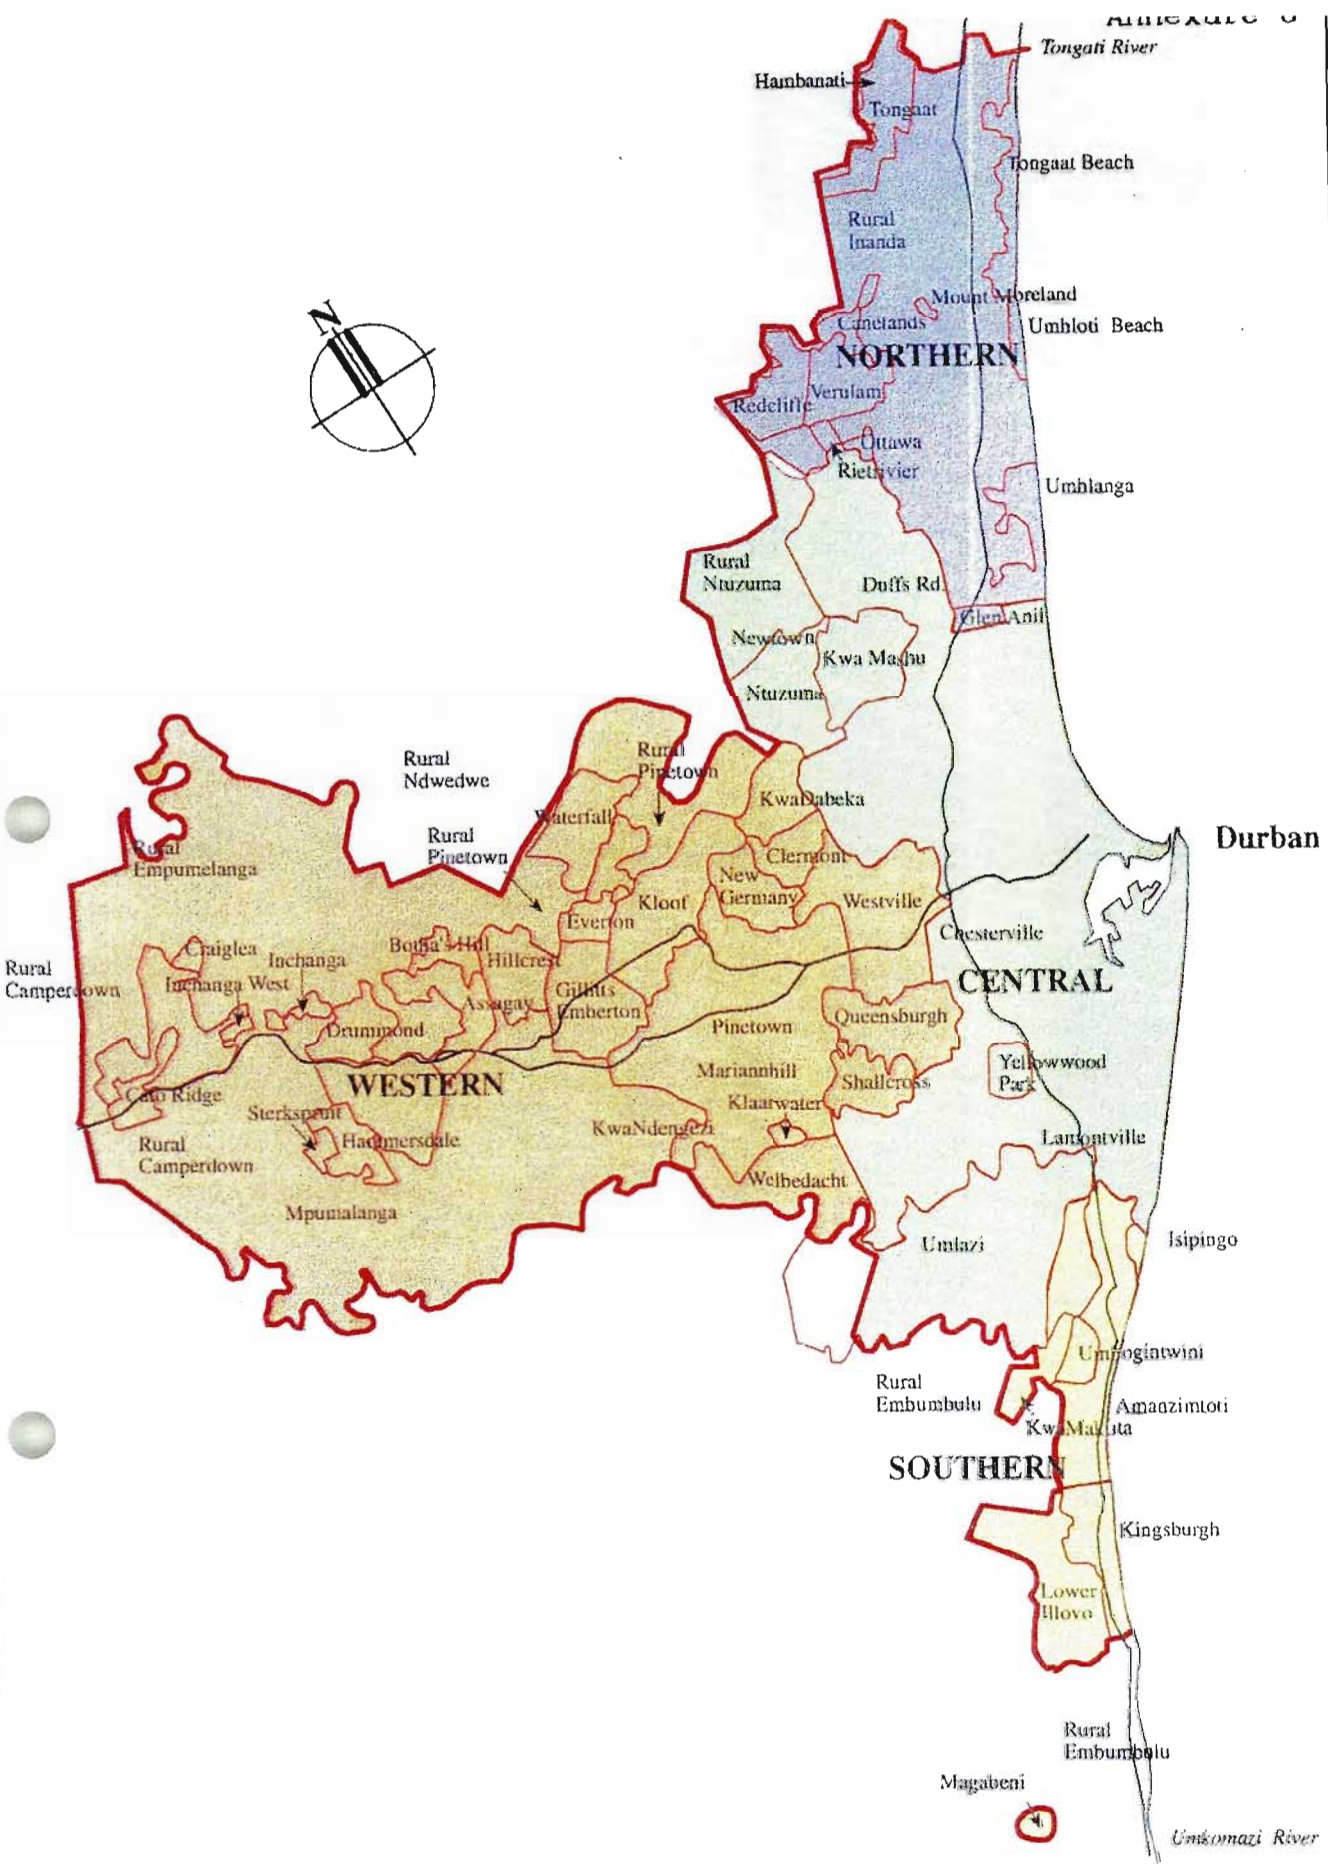 Tongati River
Hambanati
Tongaat
Tongaat Beach
Rural
Inanda
Mount Moreland
N
Canelands
Umhloti Beach
NORTHERN
Verulam
Redcliffe
Ottawa
Rietrivier
Umhlanga
Rural
Ntuzuma
Duffs Rd.
Glen Anil
Newtown
Kwa Mashu
Ntuzuma
Rural
Ndwedwe
Rural
Pinetown
KwaDabeka
Waterfall
Rural
Pinetown
Durban
Rural
Empumelanga
Clermont
New
Germany
Kloof
Westville
Everton
Chesterville
Craiglea
Botha's Hill
Inchanga
Hillcrest
Rural
Camperdown
Inchanga West
CENTRAL
Assagay
Gillitts
Emberton
Drummond
Queensburgh
Pinetown
Yellowwood
Park
Mariannhill
Shallcross
WESTERN
Cato Ridge
Klaarwater
Sterkspruit
KwaNdengezi
Hammersdale
Lamontville
Rural
Camperdown
Welbedacht
Mpumalanga
Umlazi
Isipingo
Umbogintwini
Rural
Embumbulu
Amanzimtoti
KwaMakuta
SOUTHERN
Kingsburgh
Lower
Illovo
Rural
Embumbulu
Magabeni
Umkomazi River